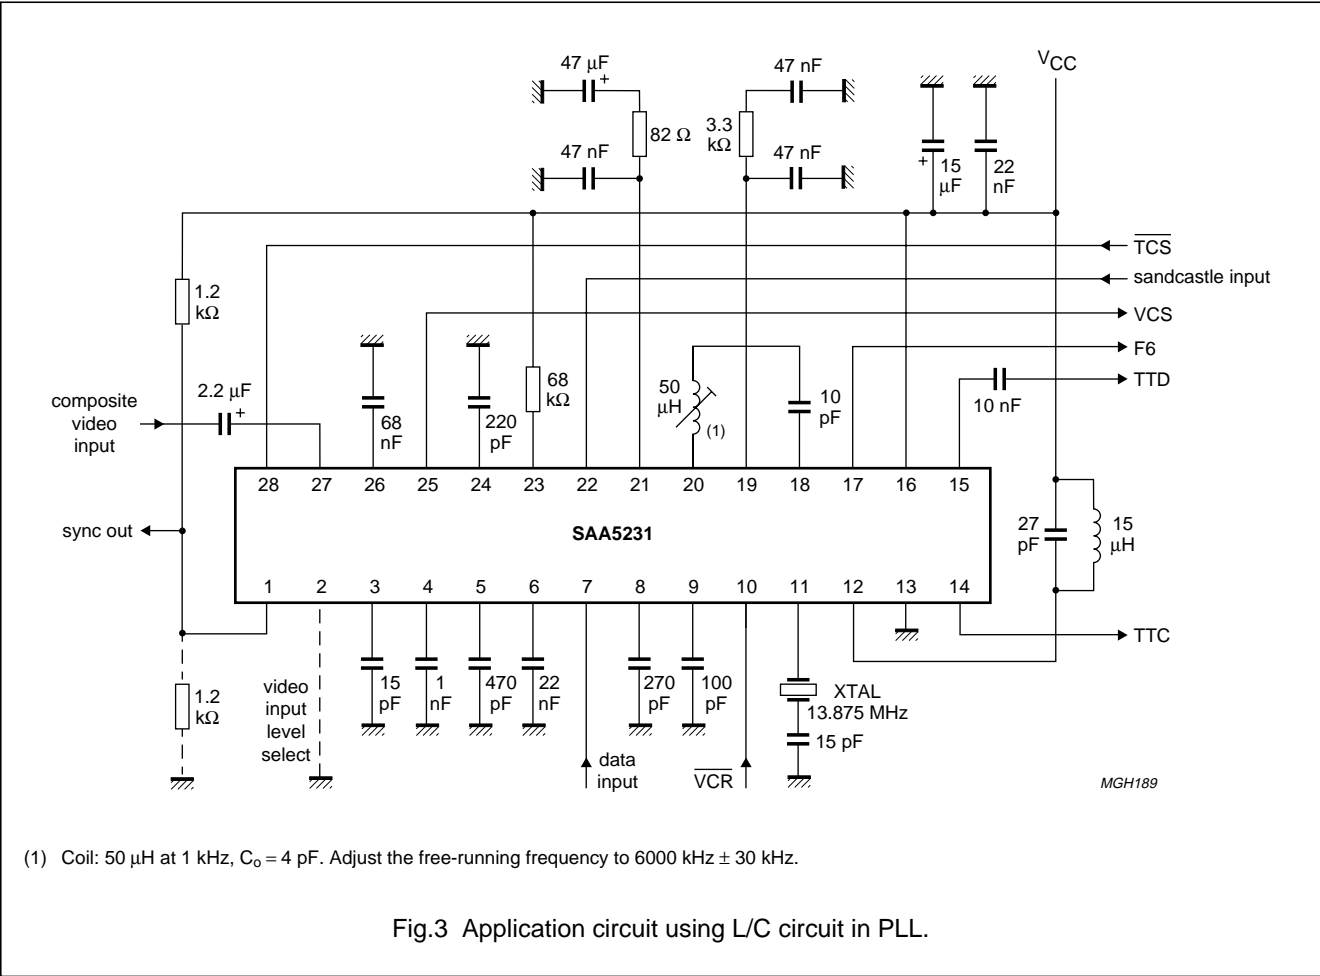 47 μF
+
47 nF
82 Ω
3.3
kΩ
47 nF
47 nF
+
15
μF
22
nF
VCC
TCS
sandcastle input
VCS
F6
TTD
10 nF
1.2
kΩ
composite
video
input
2.2 μF
+
68
nF
220
pF
68
kΩ
50
μH
(1)
10
pF
28 27 26 25 24 23 22 21 20 19 18 17 16 15
sync out
SAA5231
27
pF
15
μH
1 2 3 4 5 6 7 8 9 10 11 12 13 14
TTC
1.2
kΩ
video
input
level
select
15
pF
1
nF
470
pF
22
nF
data
input
270
pF
100
pF
VCR
XTAL
13.875 MHz
15 pF
MGH189
(1) Coil: 50 μH at 1 kHz, Co = 4 pF. Adjust the free-running frequency to 6000 kHz ± 30 kHz.
Fig.3 Application circuit using L/C circuit in PLL.